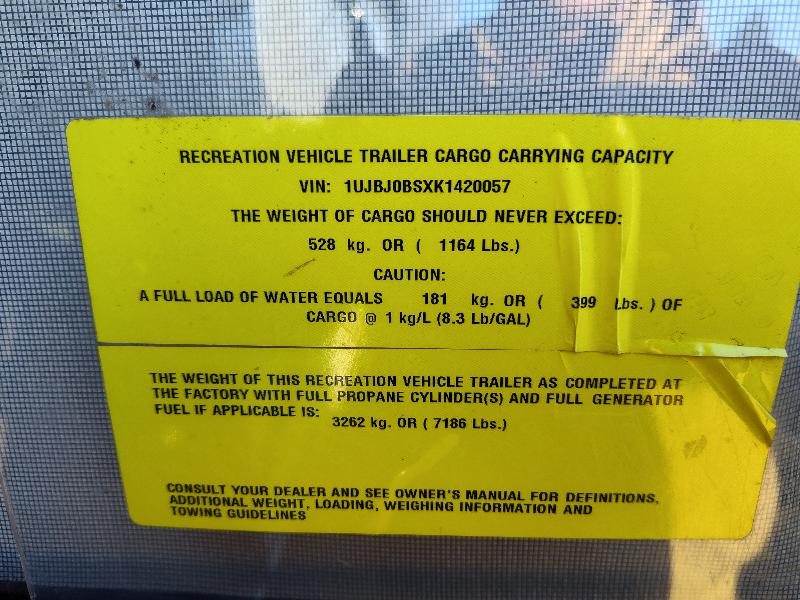 RECREATION VEHICLE TRAILER CARGO CARRYING CAPACITY
VIN: 1UJBJ0BSXK1420057
THE WEIGHT OF CARGO SHOULD NEVER EXCEED:
528 kg. OR ( 1164 Lbs.)
CAUTION:
A FULL LOAD OF WATER EQUALS 181 kg. OR ( 399 Lbs. ) OF
CARGO @ 1 kg/L (8.3 Lb/GAL)
THE WEIGHT OF THIS RECREATION VEHICLE TRAILER AS COMPLETED AT
THE FACTORY WITH FULL PROPANE CYLINDER(S) AND FULL GENERATOR
FUEL IF APPLICABLE IS:
3262 kg. OR ( 7186 Lbs.)
CONSULT YOUR DEALER AND SEE OWNER'S MANUAL FOR DEFINITIONS,
ADDITIONAL WEIGHT, LOADING, WEIGHING INFORMATION AND
TOWING GUIDELINES